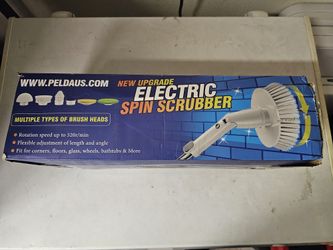 WWW.PELDAUS.COM
NEW UPGRADE
ELECTRIC
SPIN SCRUBBER
MULTIPLE TYPES OF BRUSH HEADS
• Rotation speed up to 320r/min
• Flexible adjustment of length and angle
• Fit for corners, floors, glass, wheels, bathtubs & More